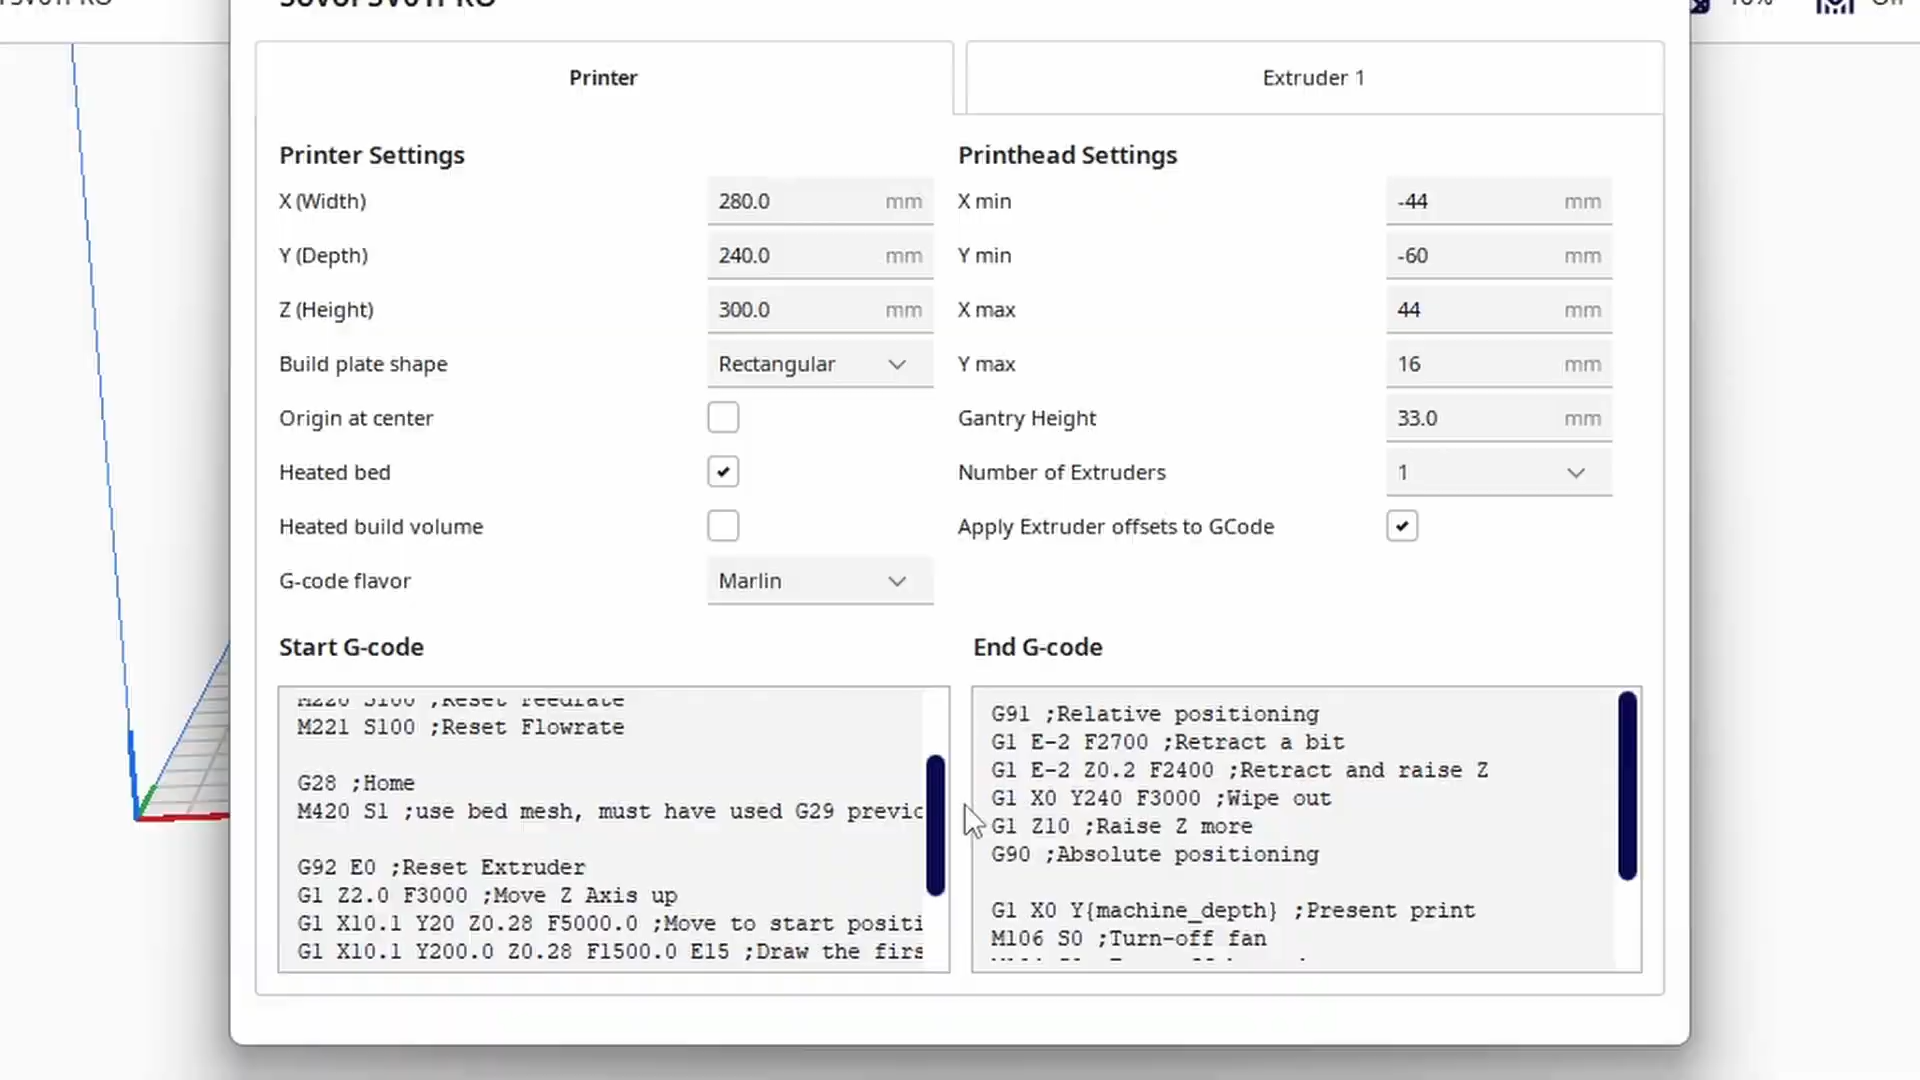 Printer
Extruder 1
Printer Settings
X (Width) 280.0 mm
Y (Depth) 240.0 mm
Z (Height) 300.0 mm
Build plate shape Rectangular
Origin at center
Heated bed
Heated build volume
G-code flavor Marlin
Printhead Settings
X min -44 mm
Y min -60 mm
X max 44 mm
Y max 16 mm
Gantry Height 33.0 mm
Number of Extruders 1
Apply Extruder offsets to GCode
Start G-code
M220 S100 ;Reset Feedrate
M221 S100 ;Reset Flowrate
G28 ;Home
M420 S1 ;use bed mesh, must have used G29 previc
G92 E0 ;Reset Extruder
G1 Z2.0 F3000 ;Move Z Axis up
G1 X10.1 Y20 Z0.28 F5000.0 ;Move to start positi
G1 X10.1 Y200.0 Z0.28 F1500.0 E15 ;Draw the firs
End G-code
G91 ;Relative positioning
G1 E-2 F2700 ;Retract a bit
G1 E-2 Z0.2 F2400 ;Retract and raise Z
G1 X0 Y240 F3000 ;Wipe out
G1 Z10 ;Raise Z more
G90 ;Absolute positioning
G1 X0 Y{machine_depth} ;Present print
M106 S0 ;Turn-off fan